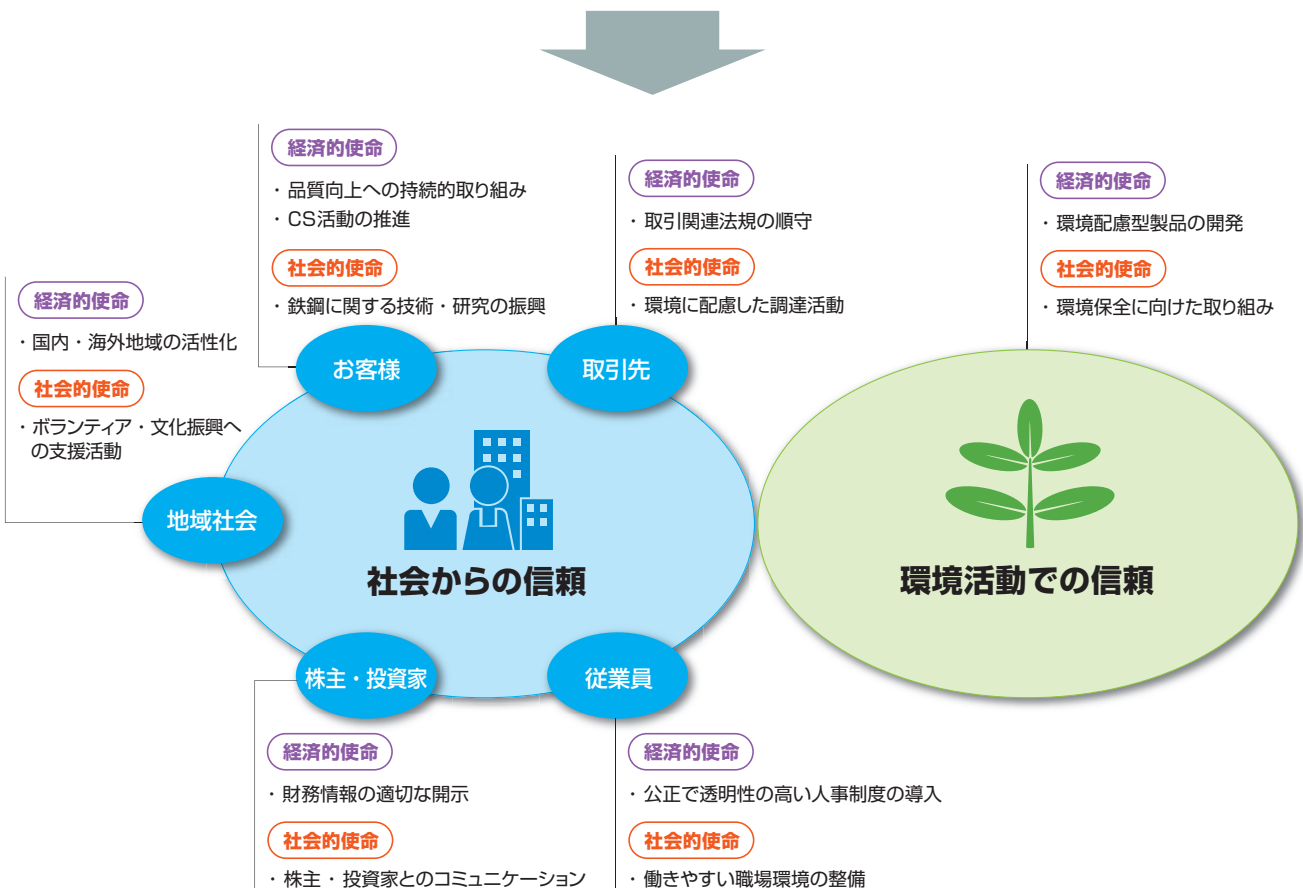 経済的使命
・品質向上への持続的取り組み
・CS活動の推進
社会的使命
・鉄鋼に関する技術・研究の振興
お客様
経済的使命
・取引関連法規の順守
社会的使命
・環境に配慮した調達活動
取引先
経済的使命
・環境配慮型製品の開発
社会的使命
・環境保全に向けた取り組み
経済的使命
・国内・海外地域の活性化
社会的使命
・ボランティア・文化振興へ
の支援活動
地域社会
社会からの信頼
環境活動での信頼
株主・投資家
経済的使命
・財務情報の適切な開示
社会的使命
・株主・投資家とのコミュニケーション
従業員
経済的使命
・公正で透明性の高い人事制度の導入
社会的使命
・働きやすい職場環境の整備